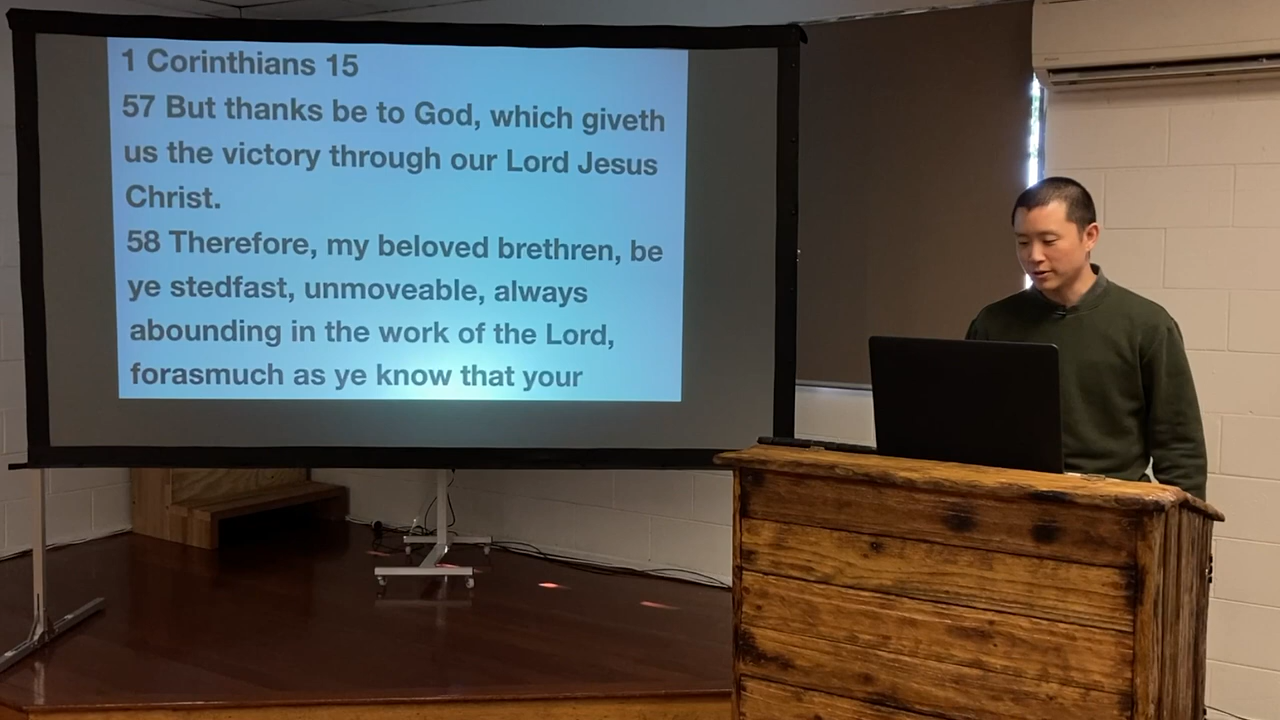 1 Corinthians 15
57 But thanks be to God, which giveth
us the victory through our Lord Jesus
Christ.
58 Therefore, my beloved brethren, be
ye stedfast, unmoveable, always
abounding in the work of the Lord,
forasmuch as ye know that your